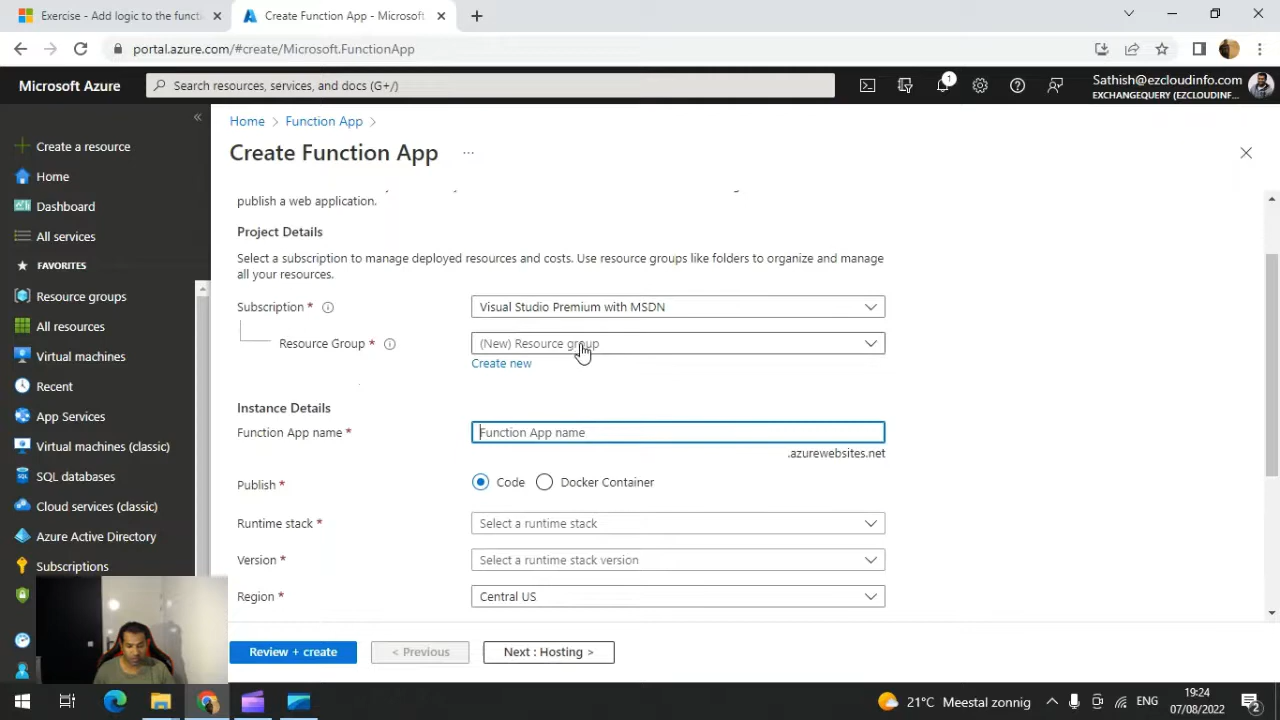 Exercise - Add logic to the functi
Create Function App - Microsoft
portal.azure.com/#create/Microsoft.FunctionApp
Microsoft Azure
Search resources, services, and docs (G+/)
1
Sathish@ezcloudinfo.com
EXCHANGEQUERY (EZCLOUDINF...
Create a resource
Home
Dashboard
All services
FAVORITES
Resource groups
All resources
Virtual machines
Recent
App Services
Virtual machines (classic)
SQL databases
Cloud services (classic)
Azure Active Directory
Subscriptions
Home > Function App >
Create Function App ...
publish a web application.
Project Details
Select a subscription to manage deployed resources and costs. Use resource groups like folders to organize and manage
all your resources.
Subscription *
Visual Studio Premium with MSDN
Resource Group *
(New) Resource group
Create new
Instance Details
Function App name *
Function App name
.azurewebsites.net
Publish *
Code
Docker Container
Runtime stack *
Select a runtime stack
Version *
Select a runtime stack version
Region *
Central US
Review + create
< Previous
Next : Hosting >
21°C Meestal zonnig
ENG
19:24
07/08/2022
2